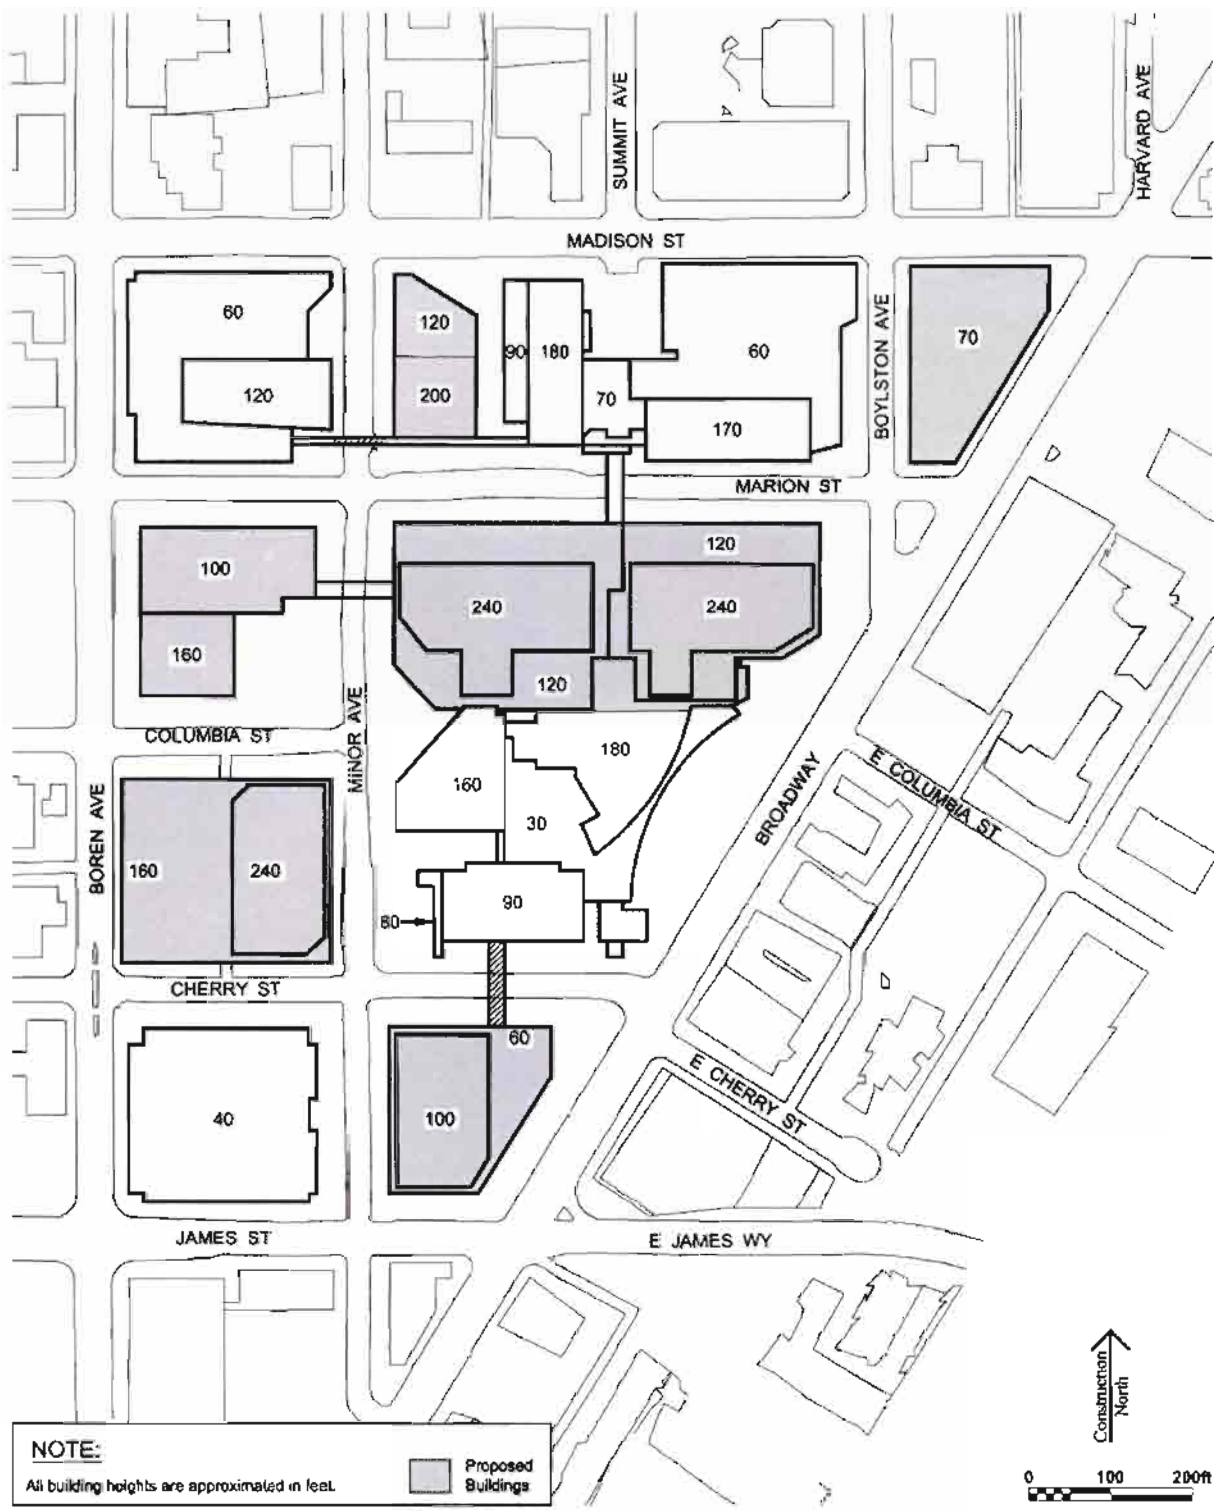 SUMMIT AVE
HARVARD AVE
MADISON ST
60
120
90
180
60
BOYLSTON AVE
70
120
200
70
170
MARION ST
120
100
240
240
160
120
MINOR AVE
COLUMBIA ST
180
160
BROADWAY
E COLUMBIA ST
30
BOREN AVE
160
240
90
80
CHERRY ST
60
E CHERRY ST
40
100
JAMES ST
E JAMES WY
Construction
North
NOTE:
All building heights are approximated in feet.
Proposed
Buildings
0 100 200ft